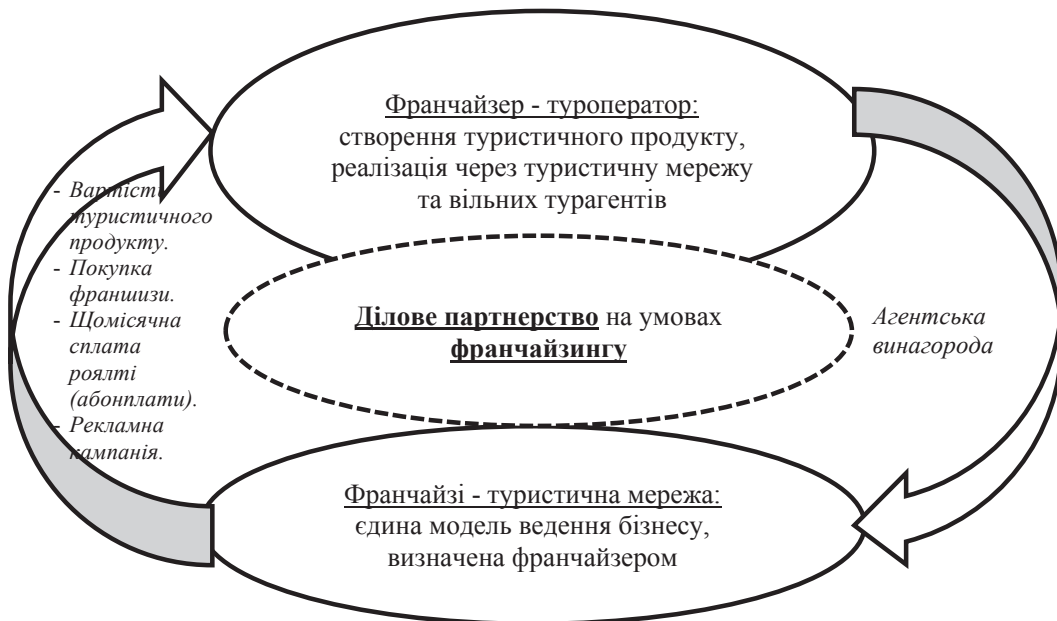 Франчайзер - туроператор:
створення туристичного продукту,
реалізація через туристичну мережу
та вільних турагентів
- Вартість
туристичного
продукту.
- Покупка
франшизи.
- Щомісячна
сплата
роялті
(абонплати).
- Рекламна
кампанія.
Ділове партнерство на умовах
франчайзингу
Агентська
винагорода
Франчайзі - туристична мережа:
єдина модель ведення бізнесу,
визначена франчайзером